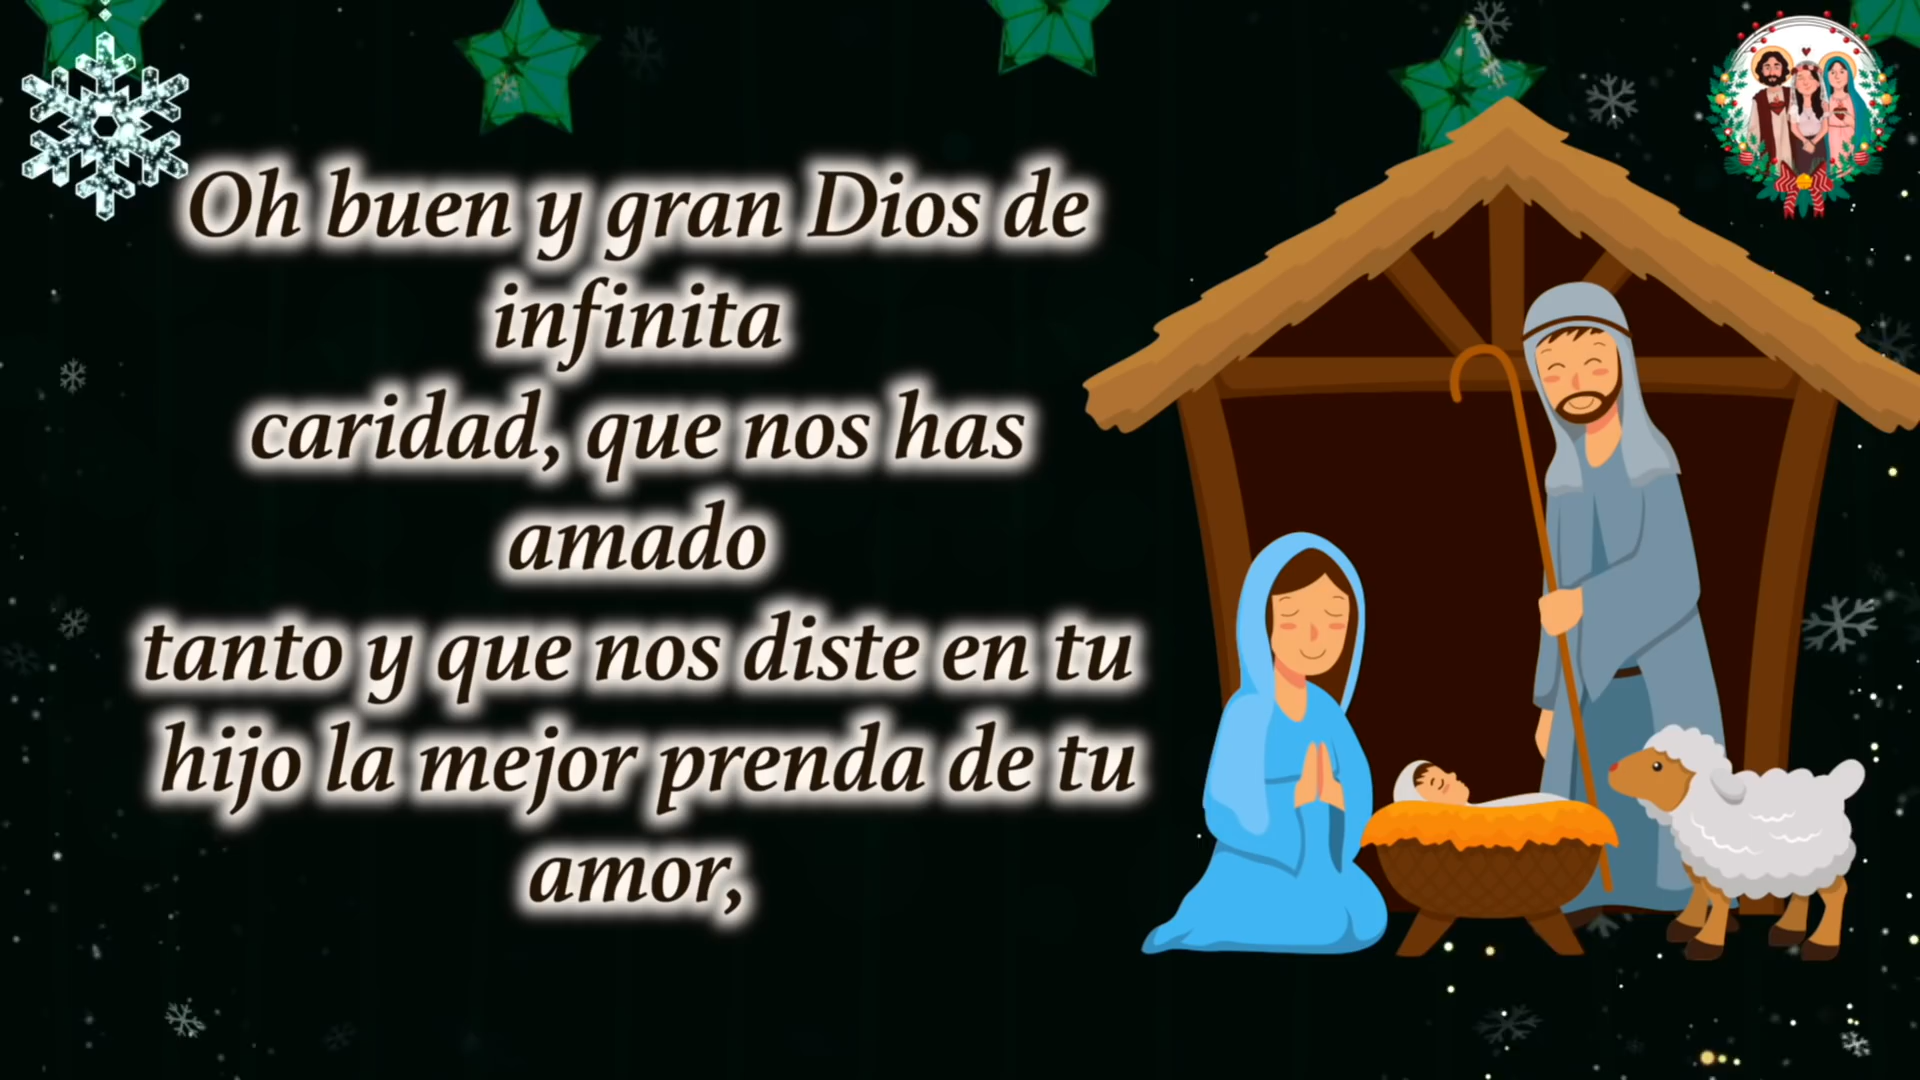 Oh buen y gran Dios de
infinita
caridad, que nos has
amado
tanto y que nos diste en tu
hijo la mejor prenda de tu
amor,